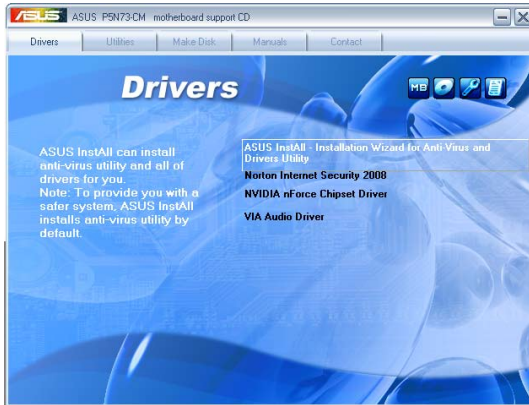 ASUS ASUS P5N73-CM motherboard support CD
Drivers Utilities Make Disk Manuals Contact
Drivers
MB
ASUS InstAll can install
anti-virus utility and all of
drivers for you.
Note: To provide you with a
safer system, ASUS InstAll
installs anti-virus utility by
default.
ASUS InstAll - Installation Wizard for Anti-Virus and
Drivers Utility
Norton Internet Security 2008
NVIDIA nForce Chipset Driver
VIA Audio Driver